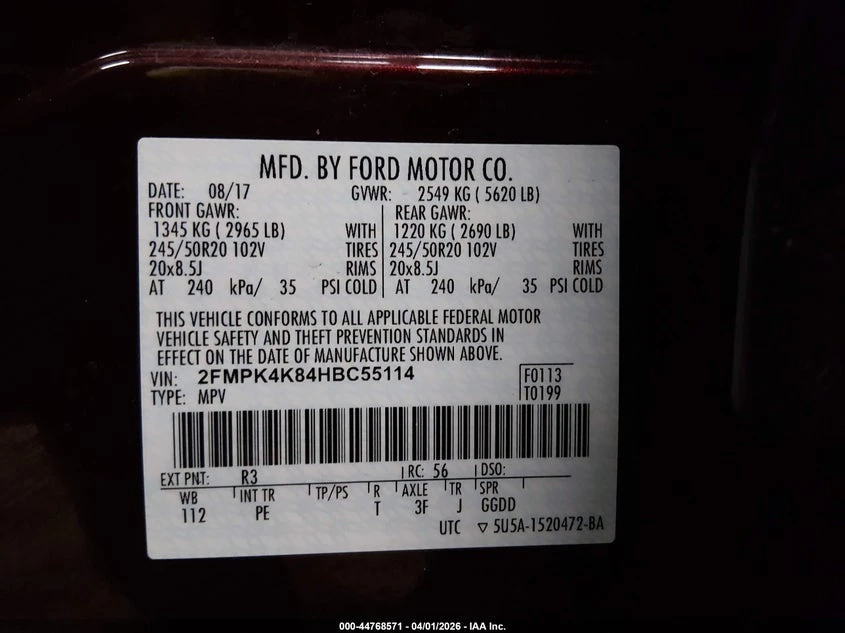 MFD. BY FORD MOTOR CO.
DATE: 08/17 GVWR: 2549 KG ( 5620 LB)
FRONT GAWR: REAR GAWR:
1345 KG ( 2965 LB) WITH 1220 KG ( 2690 LB) WITH
245/50R20 102V TIRES 245/50R20 102V TIRES
20x8.5J RIMS 20x8.5J RIMS
AT 240 kPa/ 35 PSI COLD AT 240 kPa/ 35 PSI COLD
THIS VEHICLE CONFORMS TO ALL APPLICABLE FEDERAL MOTOR
VEHICLE SAFETY AND THEFT PREVENTION STANDARDS IN
EFFECT ON THE DATE OF MANUFACTURE SHOWN ABOVE.
VIN: 2FMPK4K84HBC55114 F0113
TYPE: MPV T0199
EXT PNT: R3 RC: 56 DSO:
WB INT TR TP/PS R AXLE TR SPR
112 PE T 3F J GGDD
UTC ▽ 5U5A-1520472-BA
000-44768571 - 04/01/2026 - IAA Inc.